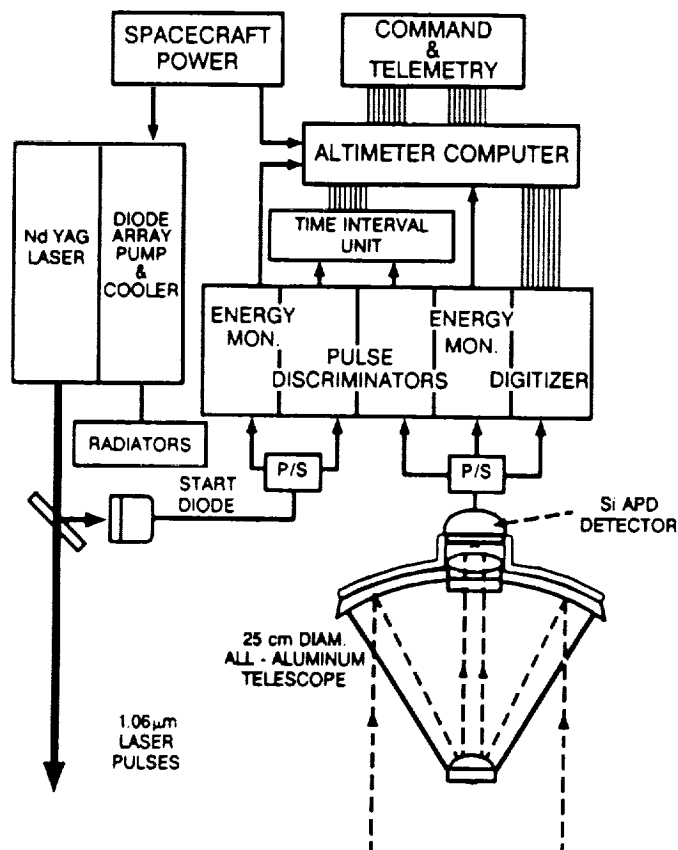 SPACECRAFT
POWER
COMMAND
&
TELEMETRY
ALTIMETER COMPUTER
Nd YAG
LASER
DIODE
ARRAY
PUMP
&
COOLER
TIME INTERVAL
UNIT
ENERGY
MON.
PULSE
DISCRIMINATORS
ENERGY
MON.
DIGITIZER
RADIATORS
P/S
P/S
START
DIODE
Si APD
DETECTOR
25 cm DIAM.
ALL - ALUMINUM
TELESCOPE
1.06 μm
LASER
PULSES